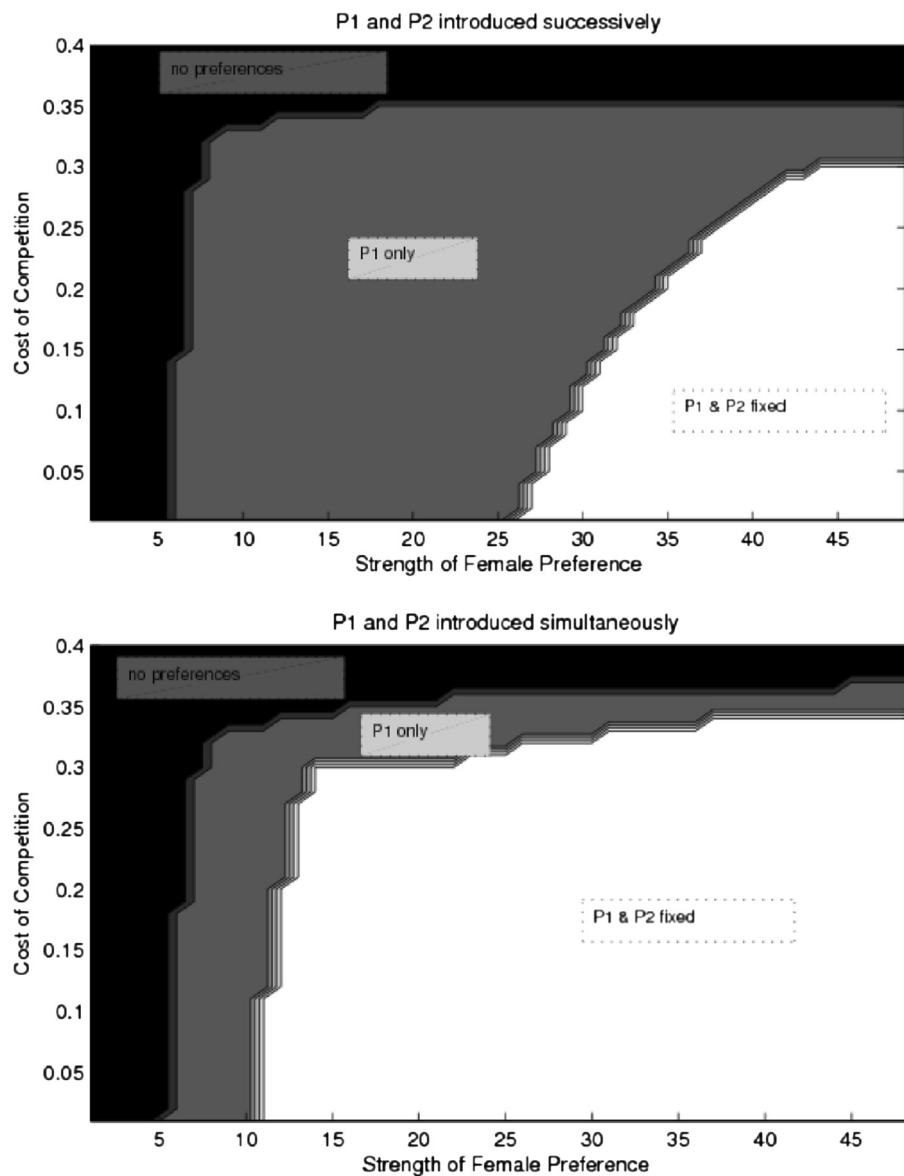 P1 and P2 introduced successively
0.4
no preferences
0.35
0.3
0.25
P1 only
0.2
Cost of Competition
0.15
0.1
P1 & P2 fixed
0.05
5 10 15 20 25 30 35 40 45
Strength of Female Preference
P1 and P2 introduced simultaneously
0.4
no preferences
0.35
P1 only
0.3
0.25
0.2
Cost of Competition
P1 & P2 fixed
0.15
0.1
0.05
5 10 15 20 25 30 35 40 45
Strength of Female Preference